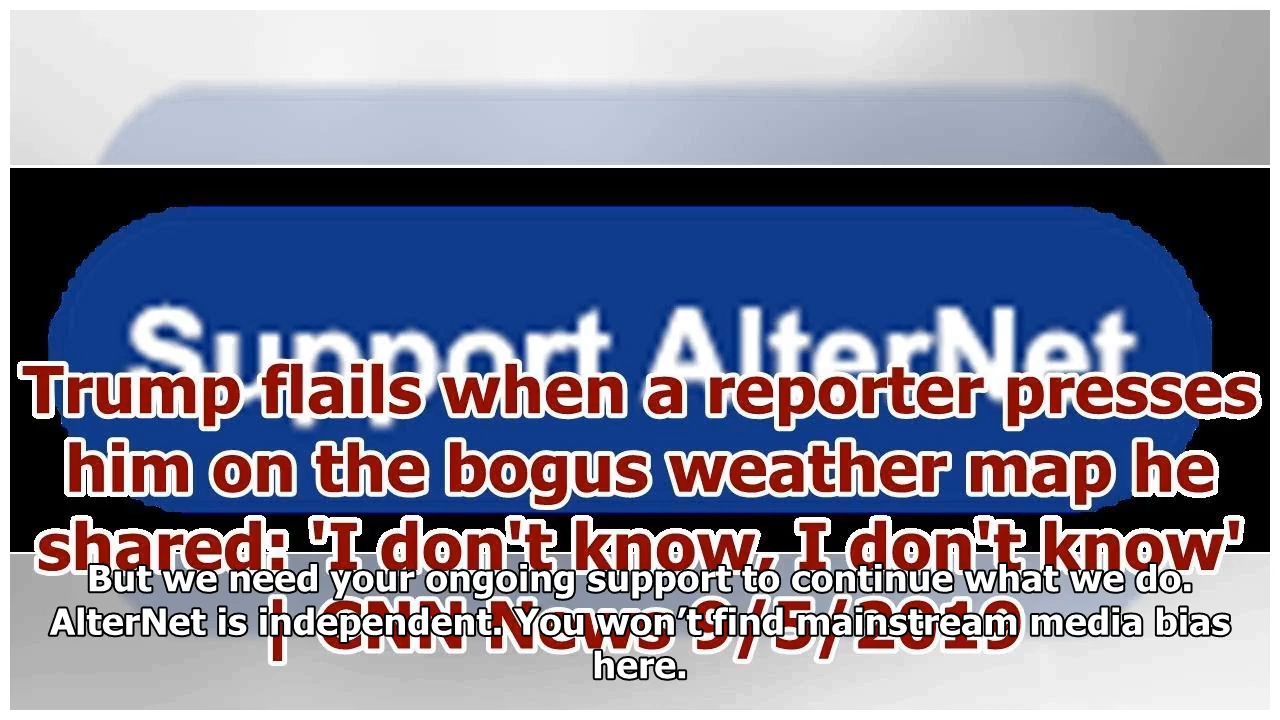 Support AlterNet
Trump flails when a reporter presses
him on the bogus weather map he
shared: 'I don't know, I don't know'
| GNN News 9/5/2019
But we need your ongoing support to continue what we do.
AlterNet is independent. You won’t find mainstream media bias
here.